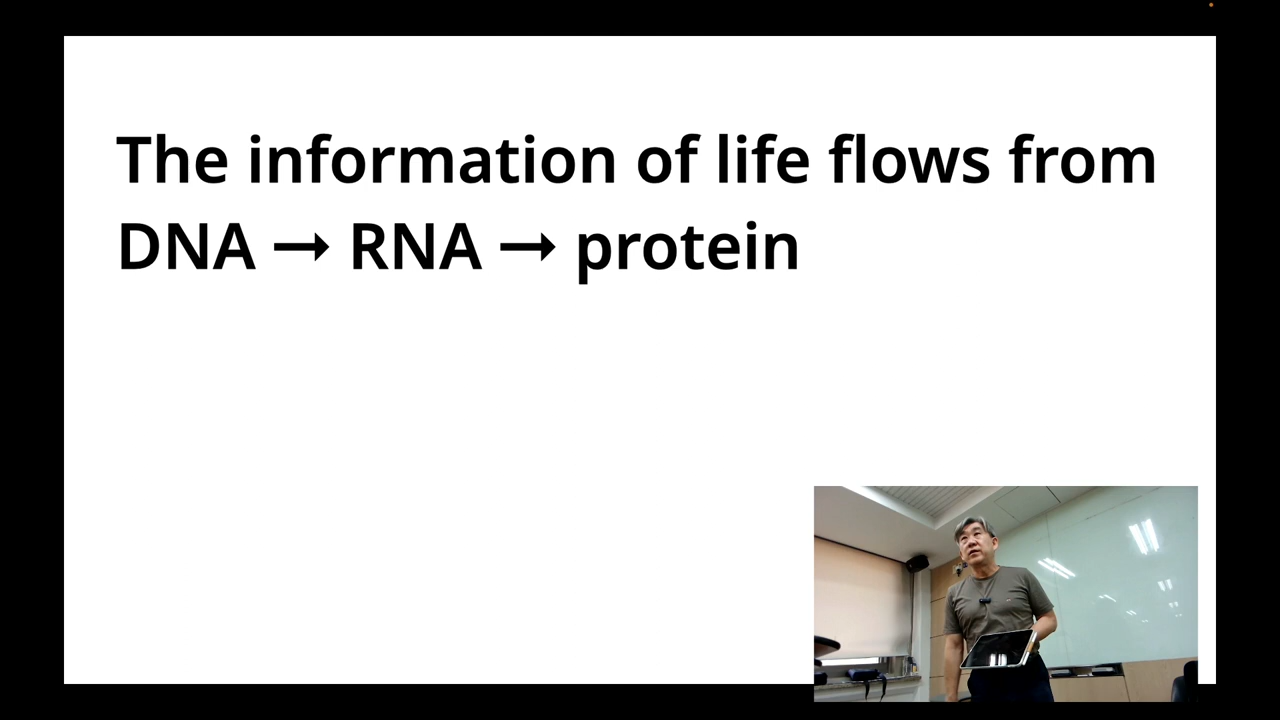 The information of life flows from
DNA → RNA → protein